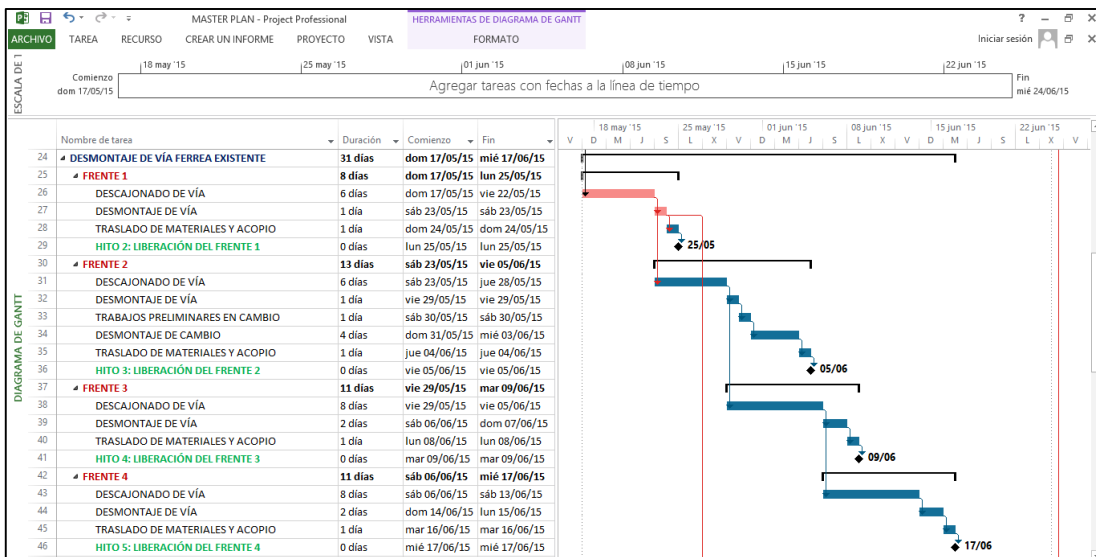 MASTER PLAN - Project Professional HERRAMIENTAS DE DIAGRAMA DE GANTT ?
ARCHIVO TAREA RECURSO CREAR UN INFORME PROYECTO VISTA FORMATO Iniciar sesión
ESCALA DE T
18 may '15 25 may '15 01 jun '15 08 jun '15 15 jun '15 22 jun '15
Comienzo
dom 17/05/15
Agregar tareas con fechas a la línea de tiempo
Fin
mié 24/06/15
18 may '15 25 may '15 01 jun '15 08 jun '15 15 jun '15 22 jun '15
Nombre de tarea Duración Comienzo Fin V D M J S L X V D M J S L X V D M J S L X V
DIAGRAMA DE GANTT
24 DESMONTAJE DE VÍA FERREA EXISTENTE 31 días dom 17/05/15 mié 17/06/15
25 FRENTE 1 8 días dom 17/05/15 lun 25/05/15
26 DESCAJONADO DE VÍA 6 días dom 17/05/15 vie 22/05/15
27 DESMONTAJE DE VÍA 1 día sáb 23/05/15 sáb 23/05/15
28 TRASLADO DE MATERIALES Y ACOPIO 1 día dom 24/05/15 dom 24/05/15
29 HITO 2: LIBERACIÓN DEL FRENTE 1 0 días lun 25/05/15 lun 25/05/15 25/05
30 FRENTE 2 13 días sáb 23/05/15 vie 05/06/15
31 DESCAJONADO DE VÍA 6 días sáb 23/05/15 jue 28/05/15
32 DESMONTAJE DE VÍA 1 día vie 29/05/15 vie 29/05/15
33 TRABAJOS PRELIMINARES EN CAMBIO 1 día sáb 30/05/15 sáb 30/05/15
34 DESMONTAJE DE CAMBIO 4 días dom 31/05/15 mié 03/06/15
35 TRASLADO DE MATERIALES Y ACOPIO 1 día jue 04/06/15 jue 04/06/15
36 HITO 3: LIBERACIÓN DEL FRENTE 2 0 días vie 05/06/15 vie 05/06/15 05/06
37 FRENTE 3 11 días vie 29/05/15 mar 09/06/15
38 DESCAJONADO DE VÍA 8 días vie 29/05/15 vie 05/06/15
39 DESMONTAJE DE VÍA 2 días sáb 06/06/15 dom 07/06/15
40 TRASLADO DE MATERIALES Y ACOPIO 1 día lun 08/06/15 lun 08/06/15
41 HITO 4: LIBERACIÓN DEL FRENTE 3 0 días mar 09/06/15 mar 09/06/15 09/06
42 FRENTE 4 11 días sáb 06/06/15 mié 17/06/15
43 DESCAJONADO DE VÍA 8 días sáb 06/06/15 sáb 13/06/15
44 DESMONTAJE DE VÍA 2 días dom 14/06/15 lun 15/06/15
45 TRASLADO DE MATERIALES Y ACOPIO 1 día mar 16/06/15 mar 16/06/15
46 HITO 5: LIBERACIÓN DEL FRENTE 4 0 días mié 17/06/15 mié 17/06/15 17/06